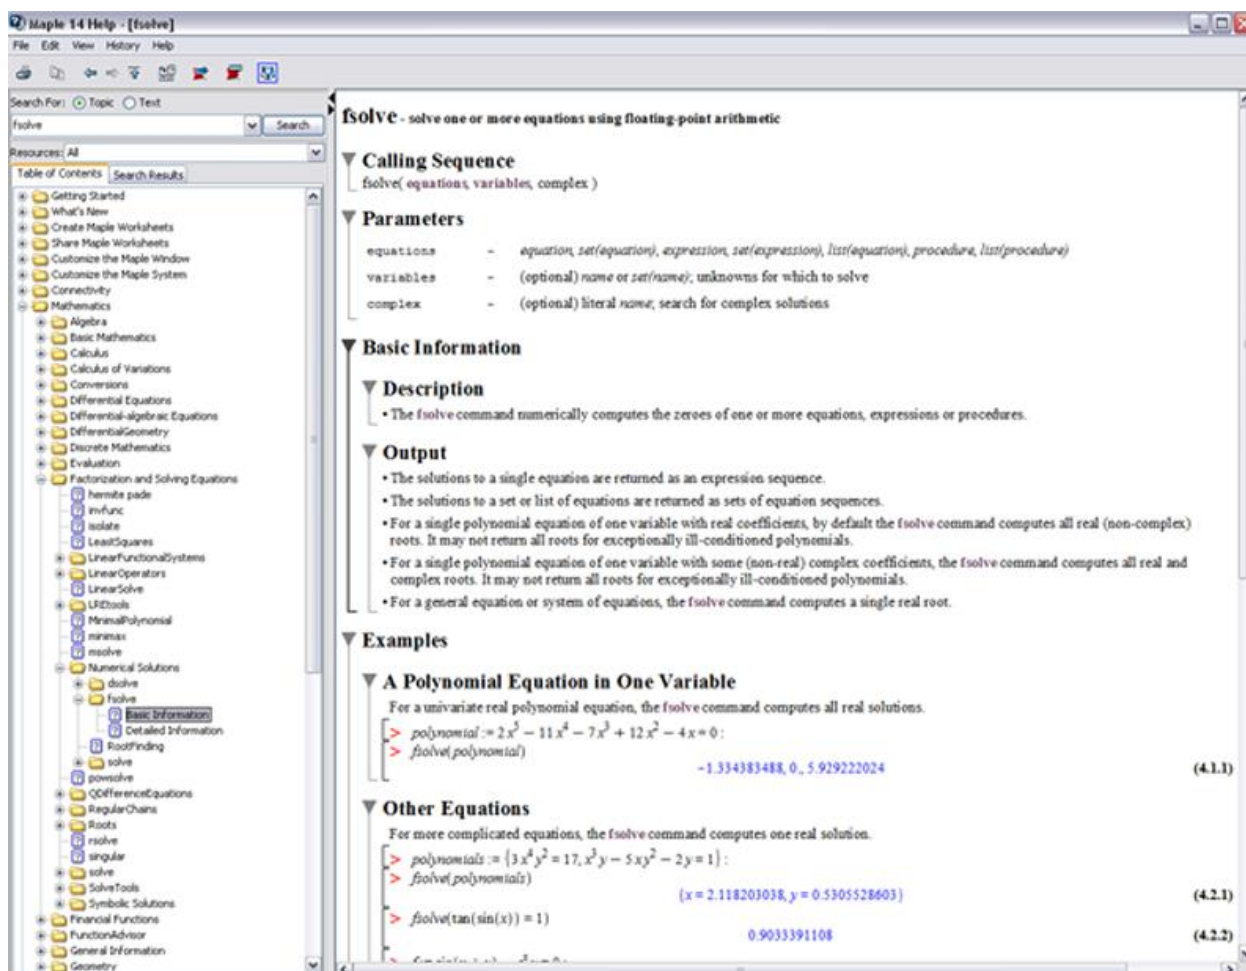 Maple 14 Help - [fsolve]
File Edit View History Help
Search For: Topic Text
fsolve Search
Resources: All
Table of Contents Search Results
Getting Started
What's New
Create Maple Worksheets
Share Maple Worksheets
Customize the Maple Window
Customize the Maple System
Connectivity
Mathematics
Algebra
Basic Mathematics
Calculus
Calculus of Variations
Conversions
Differential Equations
Differential-algebraic Equations
DifferentialGeometry
Discrete Mathematics
Evaluation
Factorization and Solving Equations
hermite pade
invfunc
isolate
LeastSquares
LinearFunctionalSystems
LinearOperators
LinearSolve
LREtools
MinimalPolynomial
minimax
msolve
Numerical Solutions
dsolve
fsolve
Basic Information
Detailed Information
RootFinding
solve
powsolve
QDifferenceEquations
RegularChains
Roots
rsolve
singular
solve
SolveTools
Symbolic Solutions
Financial Functions
FunctionAdvisor
General Information
Geometry
fsolve - solve one or more equations using floating-point arithmetic
Calling Sequence
fsolve( equations, variables, complex )
Parameters
equations - equation, set(equation), expression, set(expression), list(equation), procedure, list(procedure)
variables - (optional) name or set(name); unknowns for which to solve
complex - (optional) literal name; search for complex solutions
Basic Information
Description
• The fsolve command numerically computes the zeroes of one or more equations, expressions or procedures.
Output
• The solutions to a single equation are returned as an expression sequence.
• The solutions to a set or list of equations are returned as sets of equation sequences.
• For a single polynomial equation of one variable with real coefficients, by default the fsolve command computes all real (non-complex)
roots. It may not return all roots for exceptionally ill-conditioned polynomials.
• For a single polynomial equation of one variable with some (non-real) complex coefficients, the fsolve command computes all real and
complex roots. It may not return all roots for exceptionally ill-conditioned polynomials.
• For a general equation or system of equations, the fsolve command computes a single real root.
Examples
A Polynomial Equation in One Variable
For a univariate real polynomial equation, the fsolve command computes all real solutions.
> polynomial := 2x⁵ − 11x⁴ − 7x³ + 12x² − 4x = 0 :
> fsolve(polynomial)
−1.334383488, 0., 5.929222024 (4.1.1)
Other Equations
For more complicated equations, the fsolve command computes one real solution.
> polynomials := {3x⁴y² = 17, x³y − 5xy² − 2y = 1} :
> fsolve(polynomials)
{x = 2.118203038, y = 0.5305528603} (4.2.1)
> fsolve(tan(sin(x)) = 1)
0.9033391108 (4.2.2)